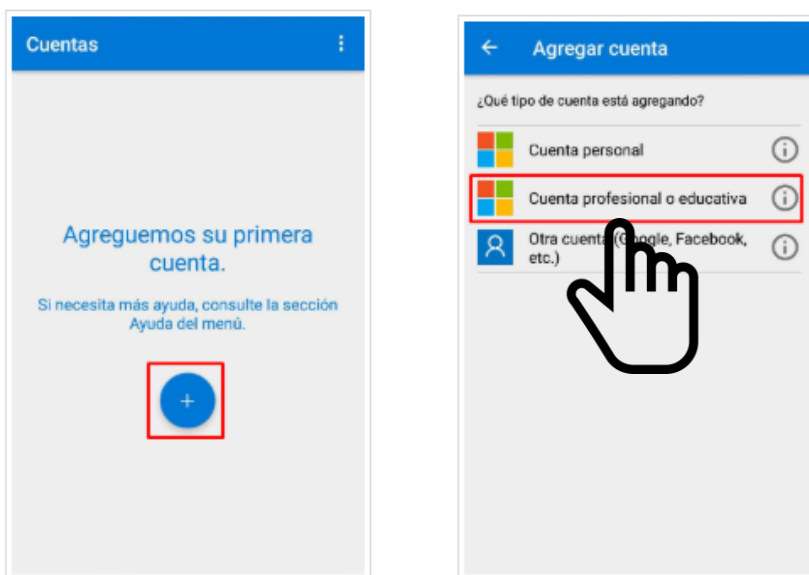 Cuentas
Agreguemos su primera
cuenta.
Si necesita más ayuda, consulte la sección
Ayuda del menú.
Agregar cuenta
¿Qué tipo de cuenta está agregando?
Cuenta personal
Cuenta profesional o educativa
Otra cuenta (Google, Facebook,
etc.)